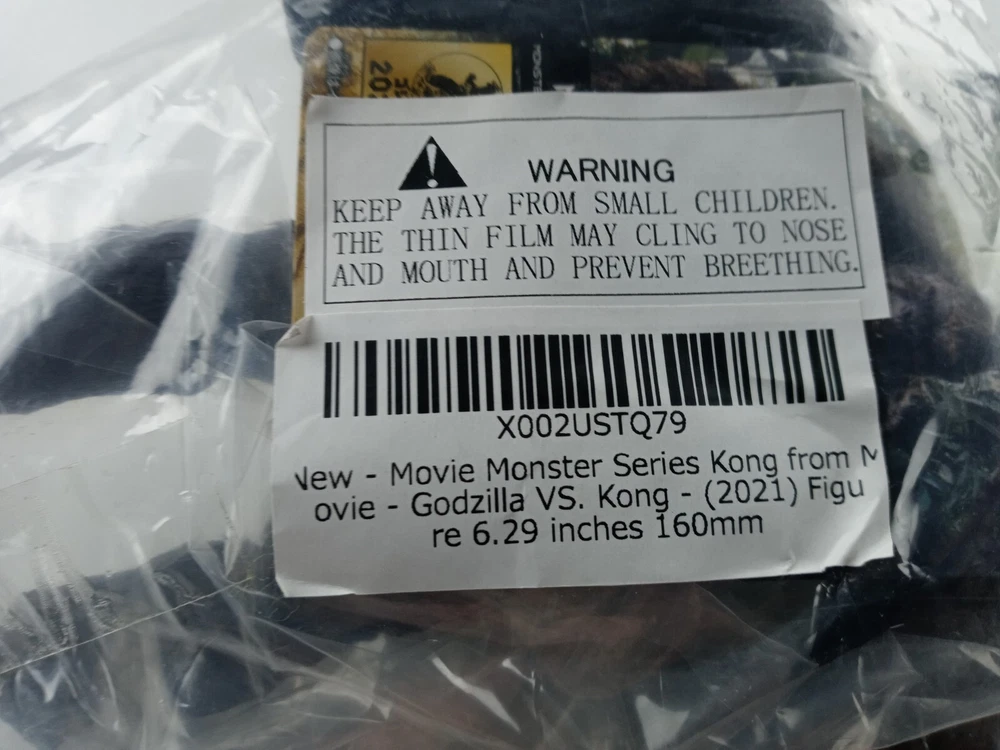 WARNING
KEEP AWAY FROM SMALL CHILDREN.
THE THIN FILM MAY CLING TO NOSE
AND MOUTH AND PREVENT BREETHING.
X002USTQ79
New - Movie Monster Series Kong from M
ovie - Godzilla VS. Kong - (2021) Figu
re 6.29 inches 160mm